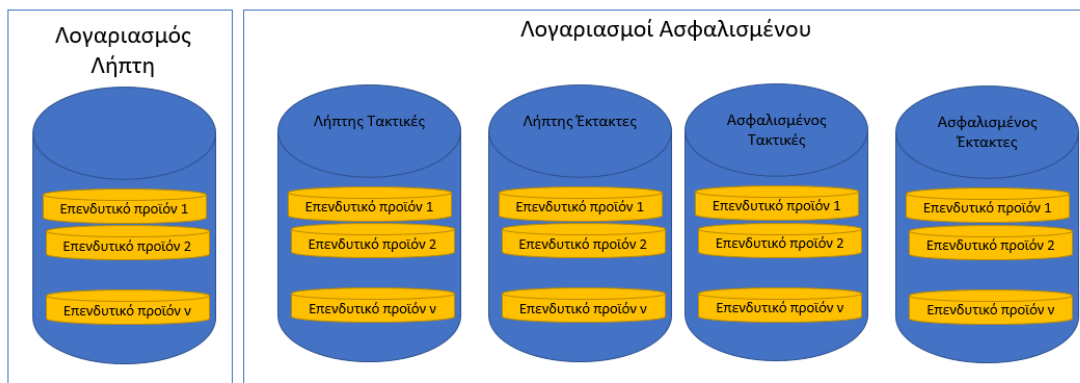 Λογαριασμός
Λήπτη
Επενδυτικό προϊόν 1
Επενδυτικό προϊόν 2
Επενδυτικό προϊόν ν
Λογαριασμοί Ασφαλισμένου
Λήπτης Τακτικές
Επενδυτικό προϊόν 1
Επενδυτικό προϊόν 2
Επενδυτικό προϊόν ν
Λήπτης Έκτακτες
Επενδυτικό προϊόν 1
Επενδυτικό προϊόν 2
Επενδυτικό προϊόν ν
Ασφαλισμένος
Τακτικές
Επενδυτικό προϊόν 1
Επενδυτικό προϊόν 2
Επενδυτικό προϊόν ν
Ασφαλισμένος
Έκτακτες
Επενδυτικό προϊόν 1
Επενδυτικό προϊόν 2
Επενδυτικό προϊόν ν